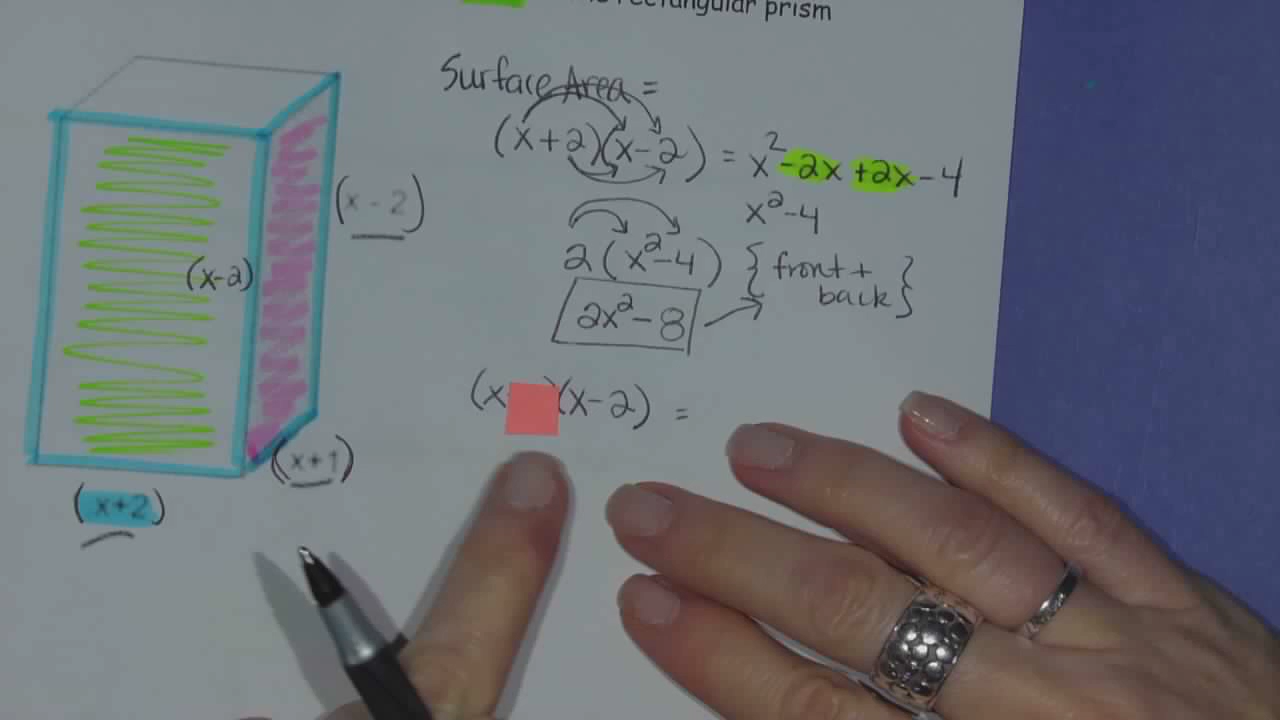 rectangular prism
Surface Area =
(x+2)(x-2) = x² -2x +2x -4
x² -4
2(x² -4) {front + back}
2x² - 8
(x (x-2) =
(x - 2)
(x-2)
(x+1)
(x+2)